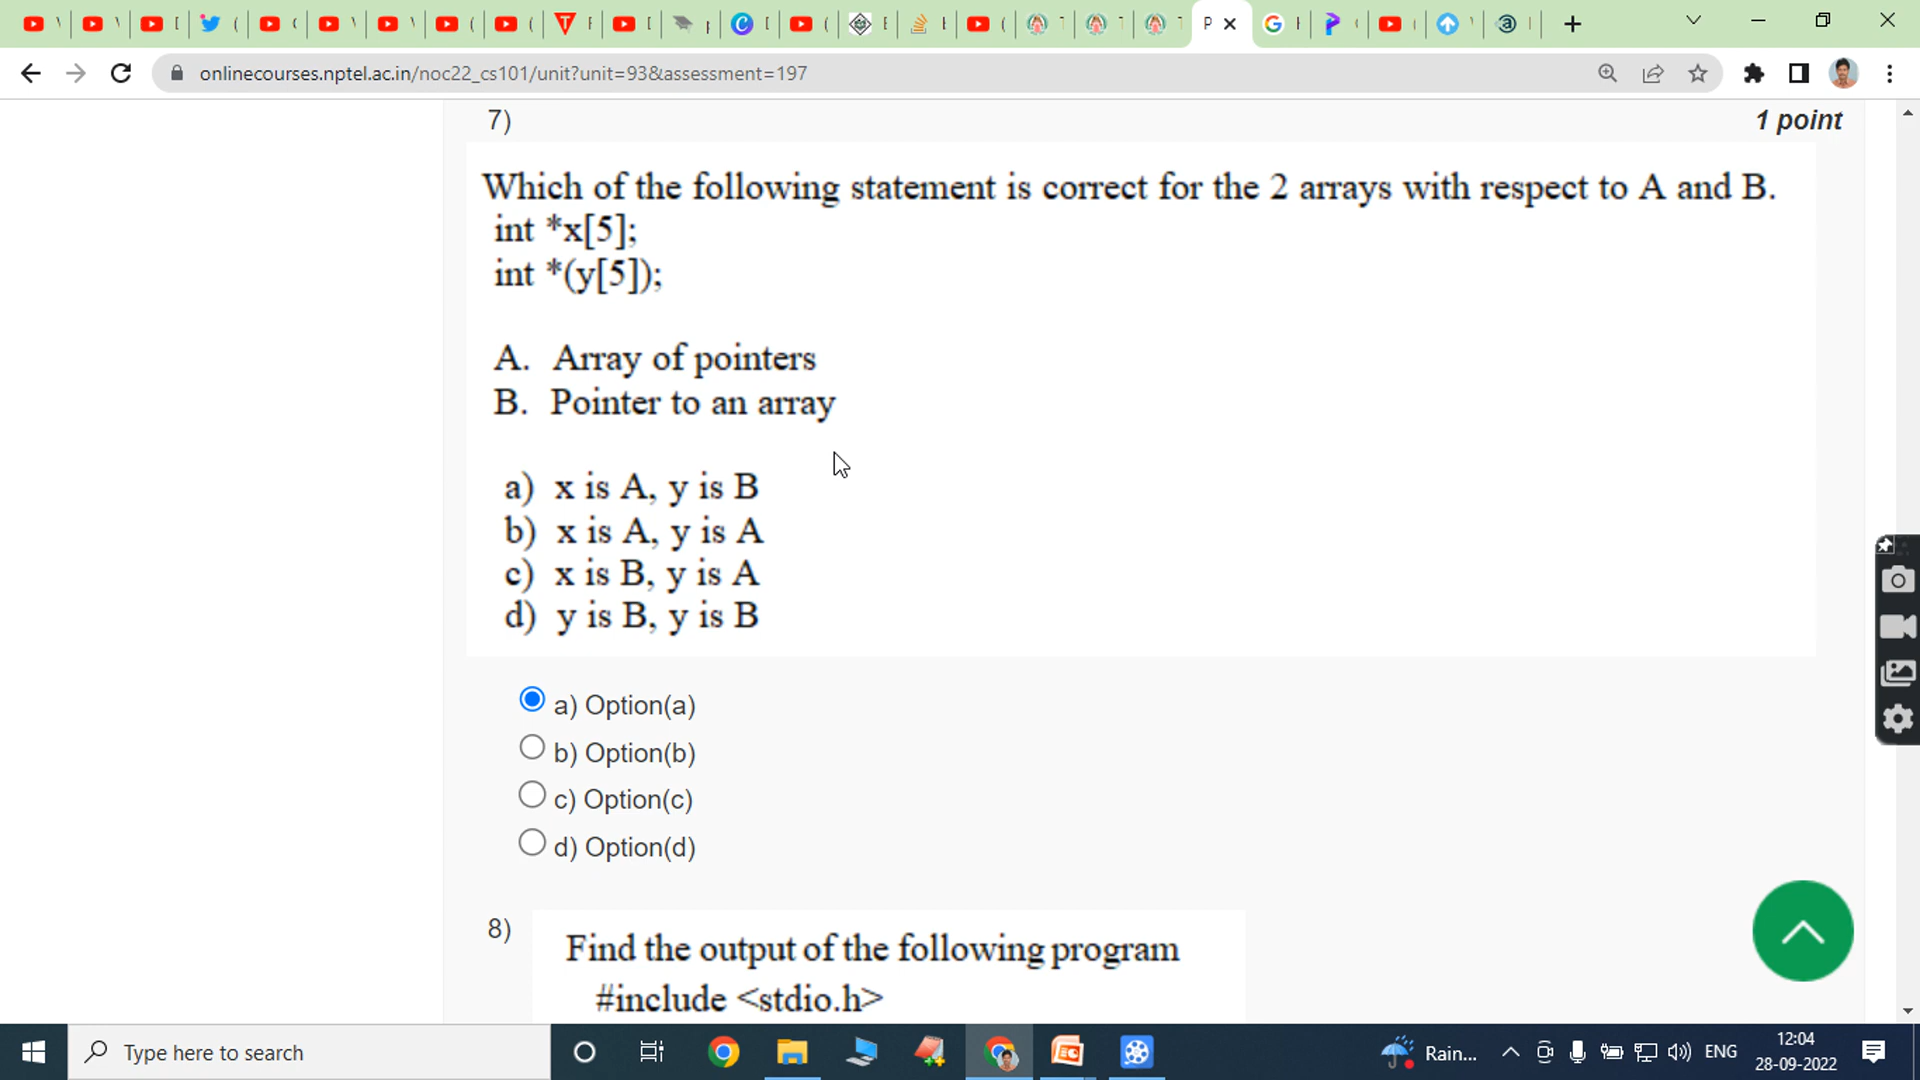 onlinecourses.nptel.ac.in/noc22_cs101/unit?unit=93&assessment=197
7)
1 point
Which of the following statement is correct for the 2 arrays with respect to A and B.
int *x[5];
int *(y[5]);
A. Array of pointers
B. Pointer to an array
a) x is A, y is B
b) x is A, y is A
c) x is B, y is A
d) y is B, y is B
a) Option(a)
b) Option(b)
c) Option(c)
d) Option(d)
8)
Find the output of the following program
#include <stdio.h>
Type here to search
Rain...
ENG
12:04
28-09-2022